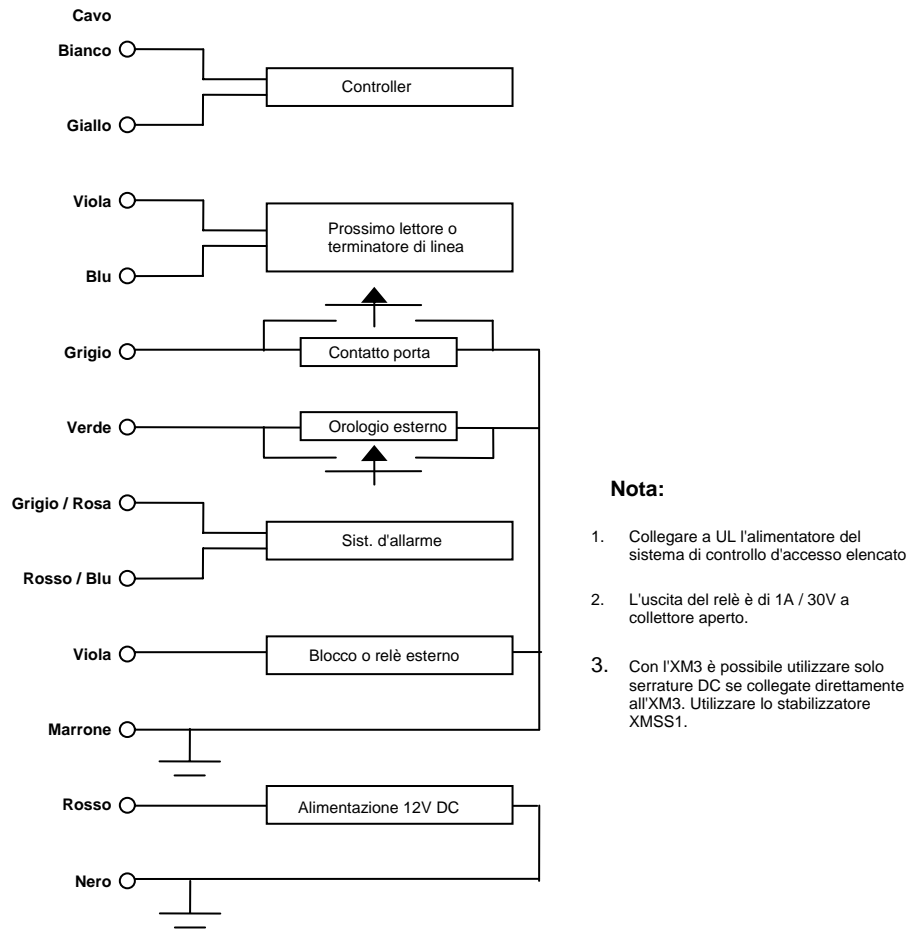 Cavo
Bianco
Controller
Giallo
Viola
Prossimo lettore o
terminatore di linea
Blu
Grigio
Contatto porta
Verde
Orologio esterno
Grigio / Rosa
Sist. d'allarme
Rosso / Blu
Viola
Blocco o relè esterno
Marrone
Rosso
Alimentazione 12V DC
Nero
Nota:
1. Collegare a UL l'alimentatore del
sistema di controllo d'accesso elencato
2. L'uscita del relè è di 1A / 30V a
collettore aperto.
3. Con l'XM3 è possibile utilizzare solo
serrature DC se collegate direttamente
all'XM3. Utilizzare lo stabilizzatore
XMSS1.